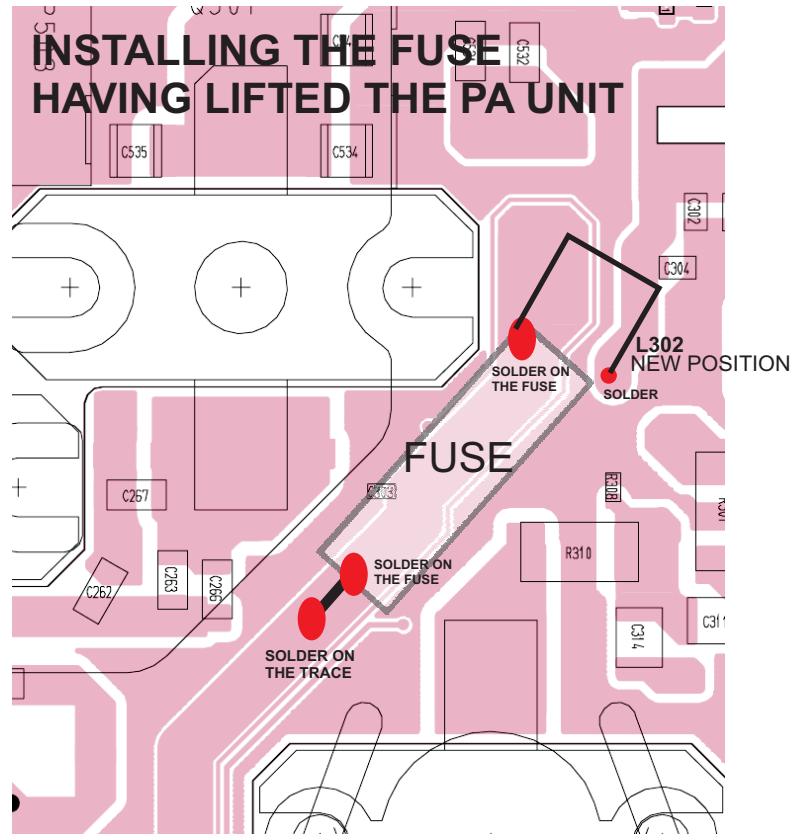 INSTALLING THE FUSE
HAVING LIFTED THE PA UNIT
C532
C535
C534
C302
C304
L302
NEW POSITION
SOLDER ON
THE FUSE
SOLDER
FUSE
C267
C303
R308
R310
SOLDER ON
THE FUSE
C262
C263
C266
C314
SOLDER ON
THE TRACE